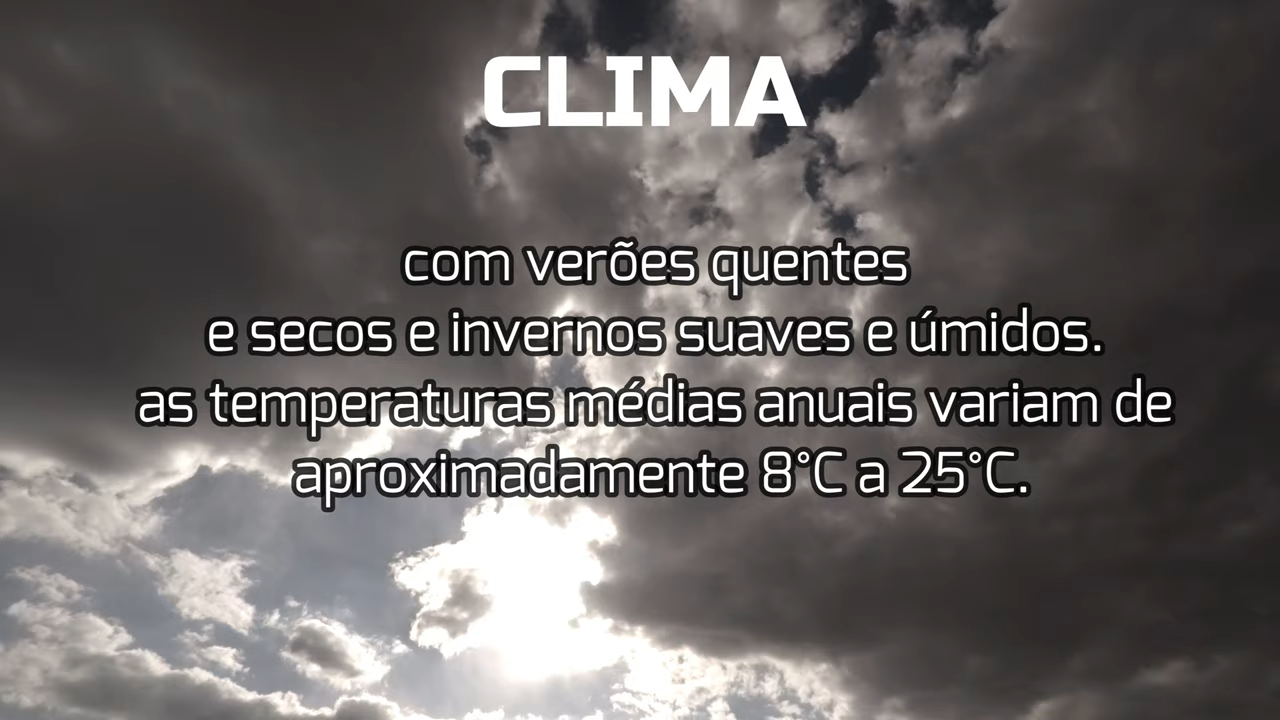 CLIMA
com verões quentes
e secos e invernos suaves e úmidos.
as temperaturas médias anuais variam de
aproximadamente 8°C a 25°C.